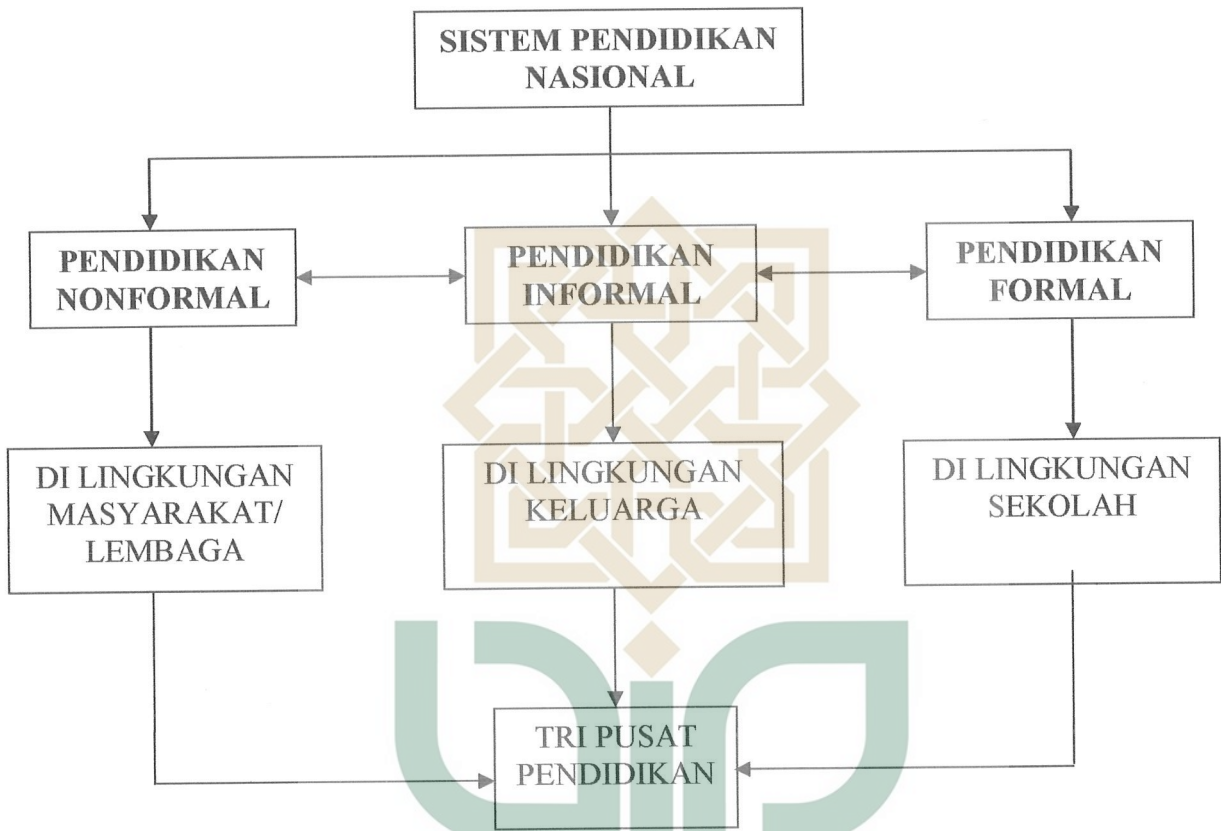 SISTEM PENDIDIKAN
NASIONAL
PENDIDIKAN
NONFORMAL
PENDIDIKAN
INFORMAL
PENDIDIKAN
FORMAL
DI LINGKUNGAN
MASYARAKAT/
LEMBAGA
DI LINGKUNGAN
KELUARGA
DI LINGKUNGAN
SEKOLAH
TRI PUSAT
PENDIDIKAN